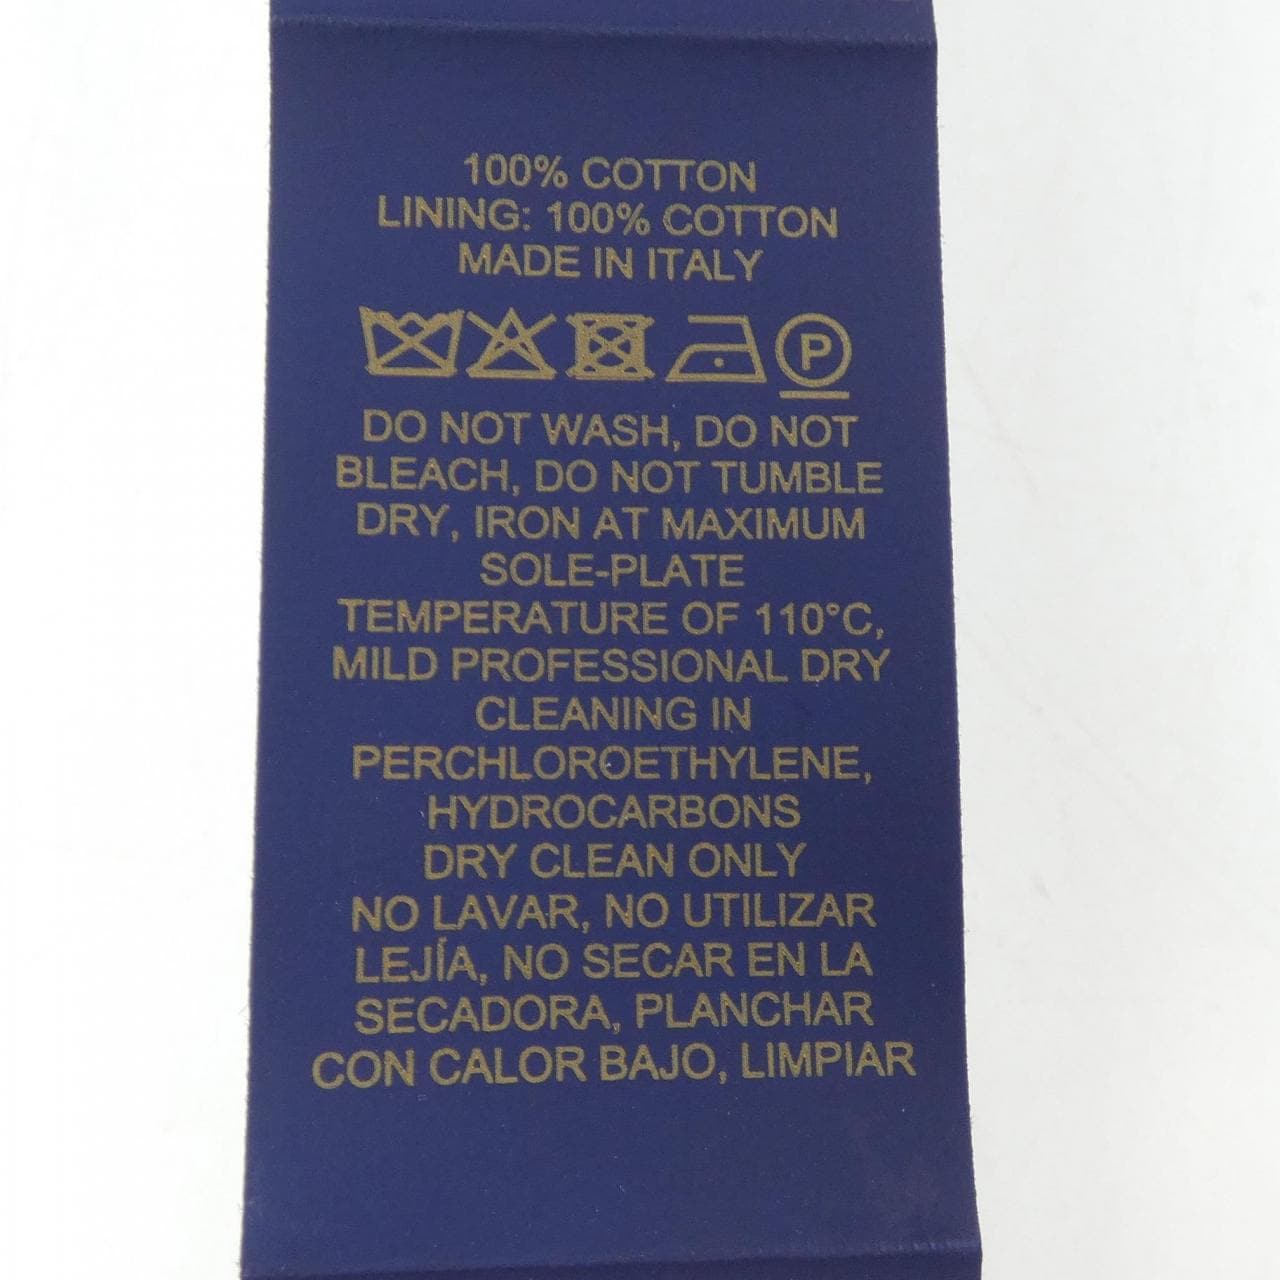 100% COTTON
LINING: 100% COTTON
MADE IN ITALY
P
DO NOT WASH, DO NOT
BLEACH, DO NOT TUMBLE
DRY, IRON AT MAXIMUM
SOLE-PLATE
TEMPERATURE OF 110°C,
MILD PROFESSIONAL DRY
CLEANING IN
PERCHLOROETHYLENE,
HYDROCARBONS
DRY CLEAN ONLY
NO LAVAR, NO UTILIZAR
LEJÍA, NO SECAR EN LA
SECADORA, PLANCHAR
CON CALOR BAJO, LIMPIAR